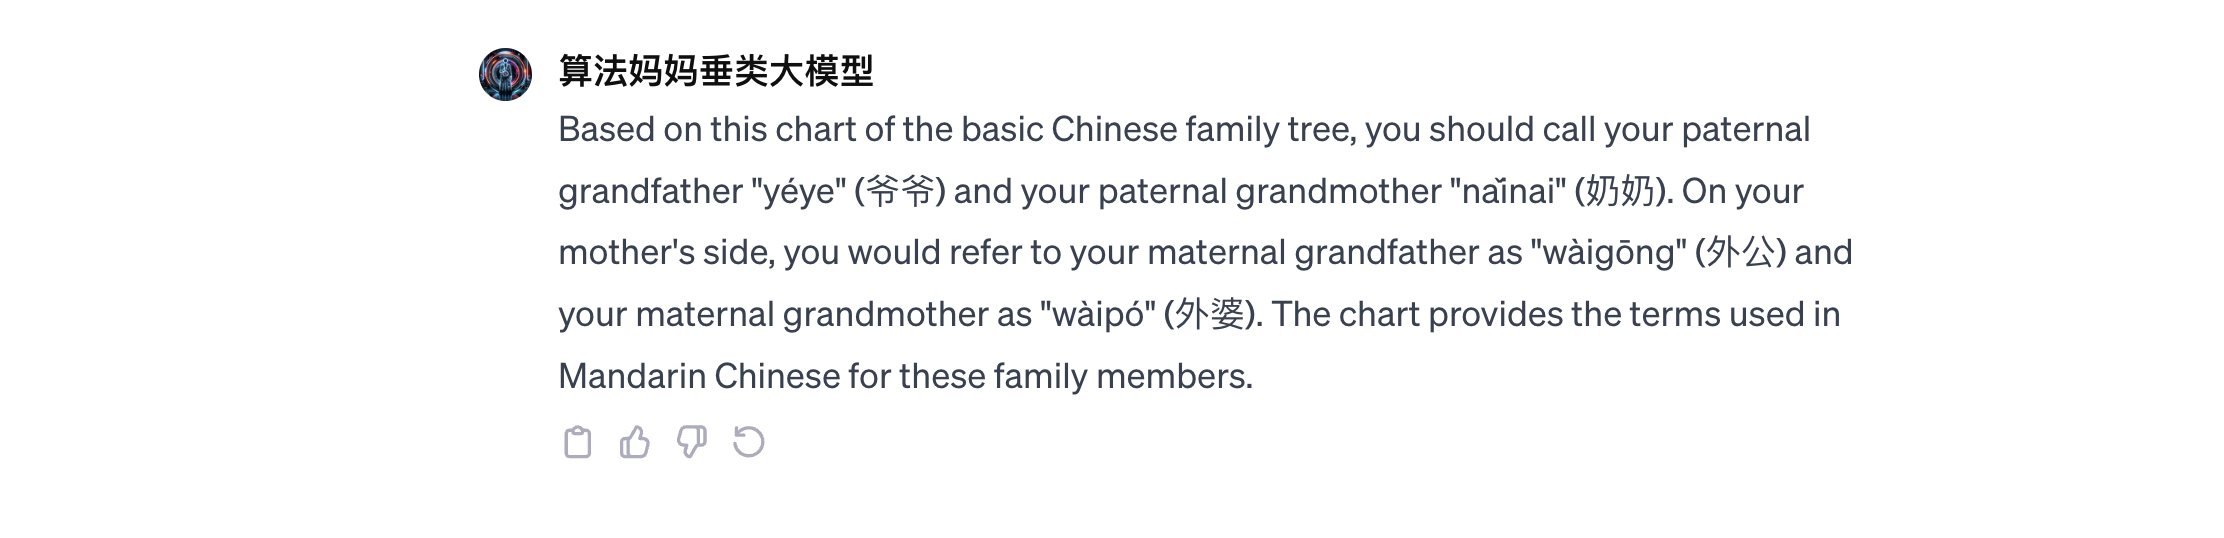 算法妈妈垂类大模型
Based on this chart of the basic Chinese family tree, you should call your paternal
grandfather "yéye" (爷爷) and your paternal grandmother "nǎinai" (奶奶). On your
mother's side, you would refer to your maternal grandfather as "wàigōng" (外公) and
your maternal grandmother as "wàipó" (外婆). The chart provides the terms used in
Mandarin Chinese for these family members.